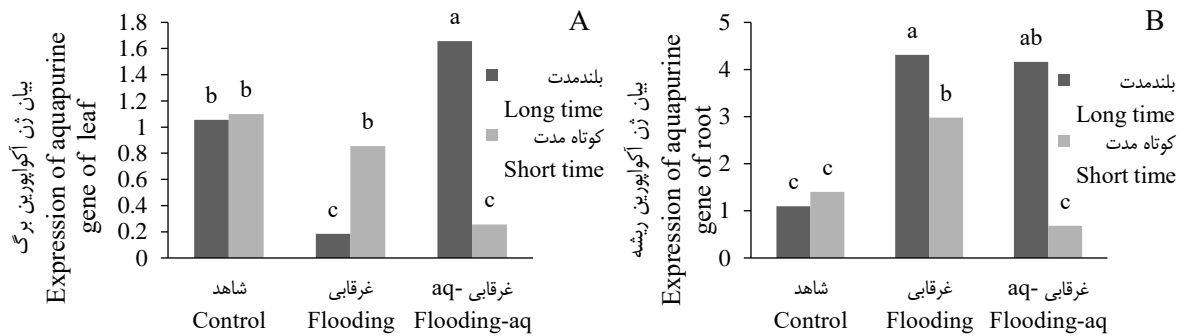 A
بیان ژن آکواپورین برگ
Expression of aquapurine
gene of leaf
1.8
1.6
1.4
1.2
1
0.8
0.6
0.4
0.2
0
b
b
c
b
a
c
بلندمدت
Long time
کوتاه مدت
Short time
شاهد
Control
غرقابی
Flooding
غرقابی -aq
Flooding-aq
B
بیان ژن آکواپورین ریشه
Expression of aquapurine
gene of root
5
4
3
2
1
0
c
c
a
b
ab
c
بلندمدت
Long time
کوتاه مدت
Short time
شاهد
Control
غرقابی
Flooding
غرقابی -aq
Flooding-aq